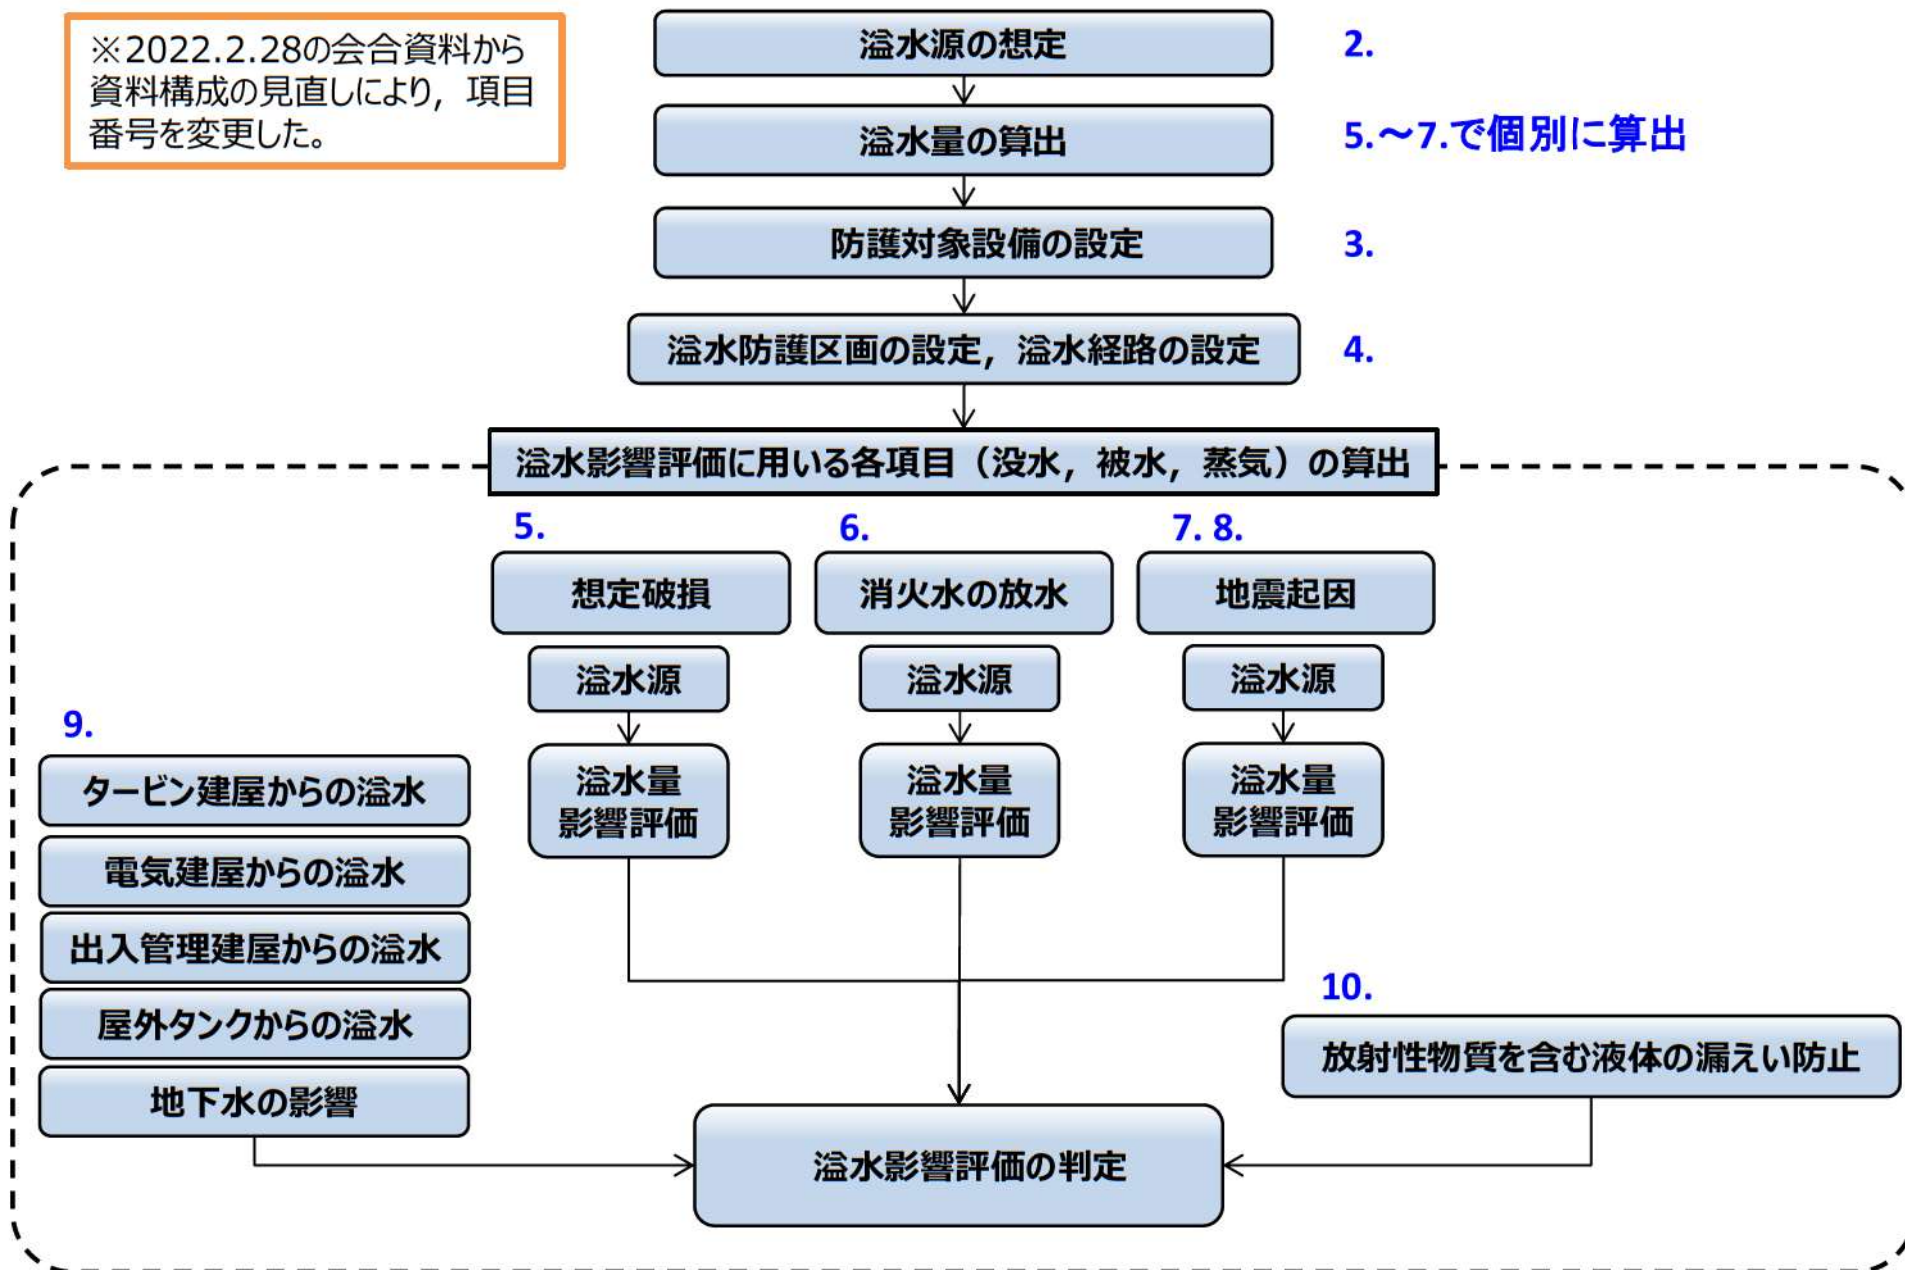 ※2022.2.28の会合資料から
資料構成の見直しにより，項目
番号を変更した。
溢水源の想定
2.
溢水量の算出
5.～7.で個別に算出
防護対象設備の設定
3.
溢水防護区画の設定，溢水経路の設定
4.
溢水影響評価に用いる各項目（没水，被水，蒸気）の算出
5.
想定破損
溢水源
溢水量
影響評価
6.
消火水の放水
溢水源
溢水量
影響評価
7. 8.
地震起因
溢水源
溢水量
影響評価
9.
タービン建屋からの溢水
電気建屋からの溢水
出入管理建屋からの溢水
屋外タンクからの溢水
地下水の影響
10.
放射性物質を含む液体の漏えい防止
溢水影響評価の判定